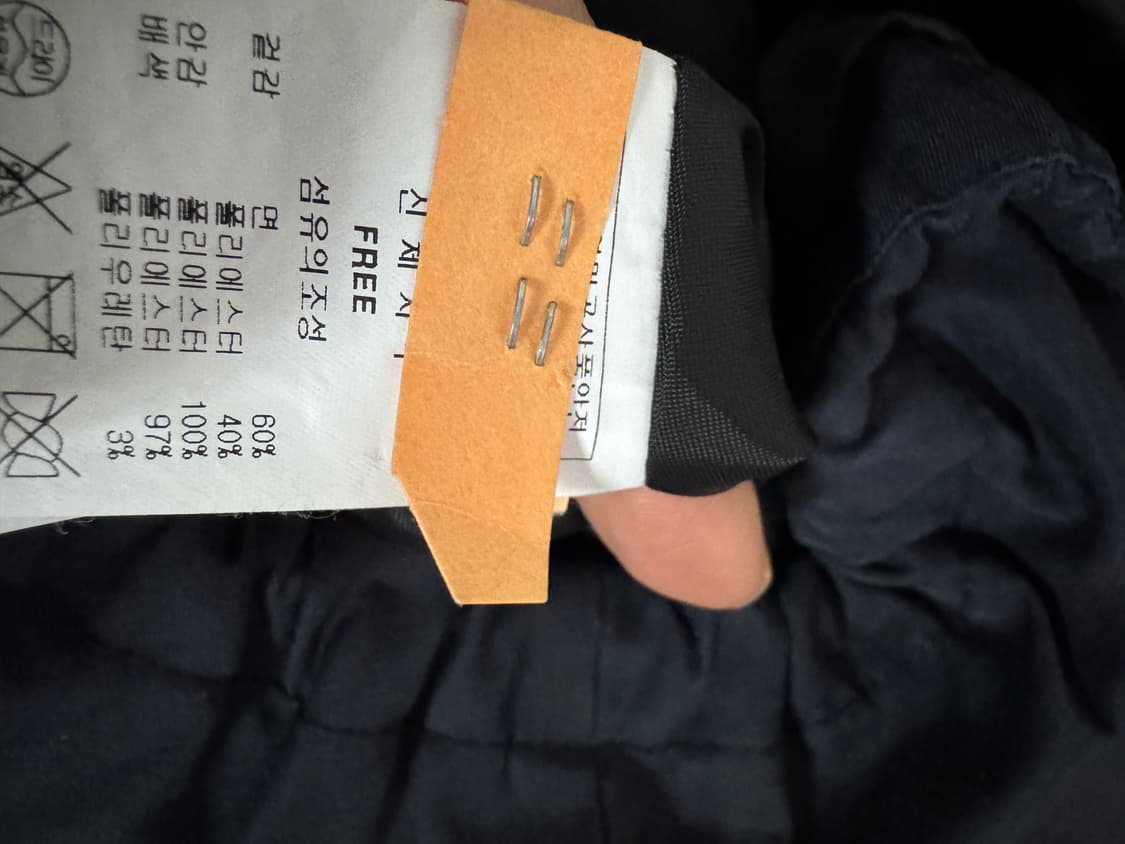 신 체 치
FREE
섬유의조성
겉감 면 60%
폴리에스터 40%
안감 폴리에스터 100%
배색 폴리에스터 97%
폴리우레탄 3%
드라이